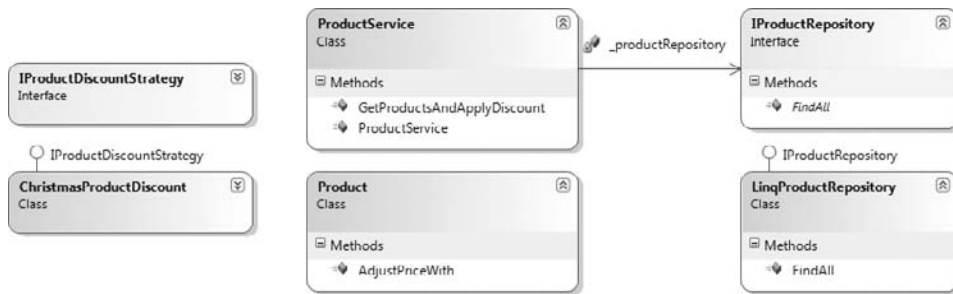 ProductService
Class
Methods
GetProductsAndApplyDiscount
ProductService
_productRepository
IProductRepository
Interface
Methods
FindAll
IProductDiscountStrategy
Interface
IProductDiscountStrategy
ChristmasProductDiscount
Class
Product
Class
Methods
AdjustPriceWith
IProductRepository
LinqProductRepository
Class
Methods
FindAll